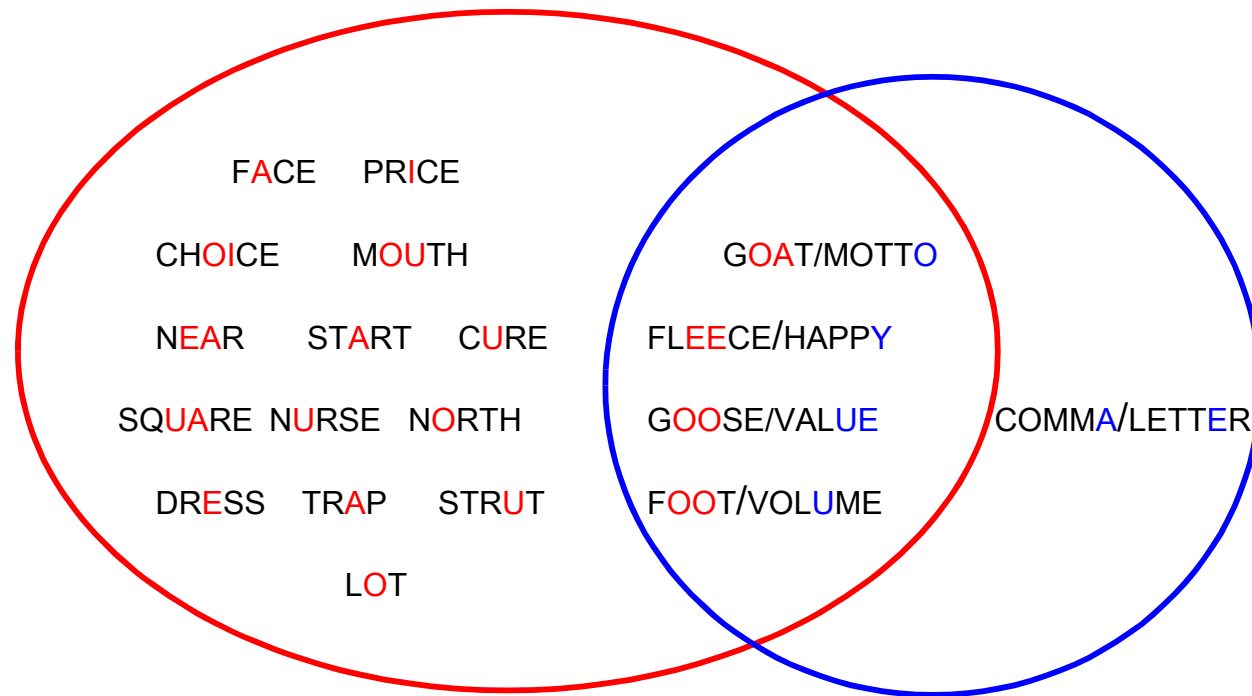 FACE PRICE
CHOICE MOUTH GOAT/MOTTO
NEAR START CURE FLEECE/HAPPY
SQUARE NURSE NORTH GOOSE/VALUE COMMA/LETTER
DRESS TRAP STRUT FOOT/VOLUME
LOT